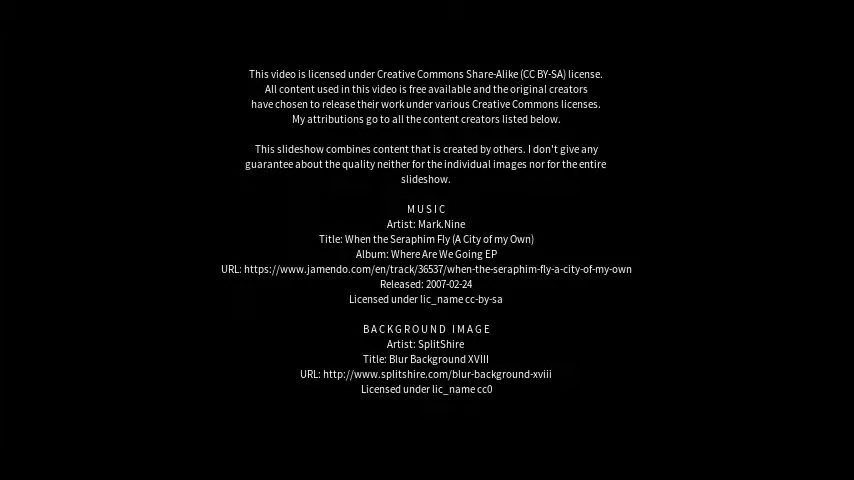 This video is licensed under Creative Commons Share-Alike (CC BY-SA) license.
All content used in this video is free available and the original creators
have chosen to release their work under various Creative Commons licenses.
My attributions go to all the content creators listed below.
This slideshow combines content that is created by others. I don't give any
guarantee about the quality neither for the individual images nor for the entire
slideshow.
MUSIC
Artist: Mark.Nine
Title: When the Seraphim Fly (A City of my Own)
Album: Where Are We Going EP
URL: https://www.jamendo.com/en/track/36537/when-the-seraphim-fly-a-city-of-my-own
Released: 2007-02-24
Licensed under lic_name cc-by-sa
BACKGROUND IMAGE
Artist: SplitShire
Title: Blur Background XVIII
URL: http://www.splitshire.com/blur-background-xviii
Licensed under lic_name cc0